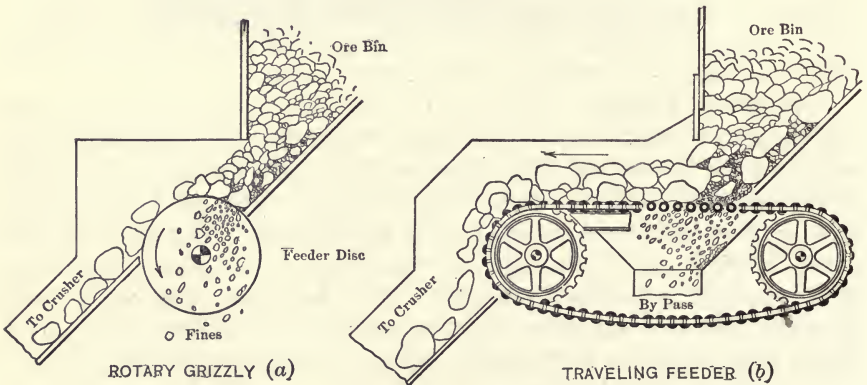 Ore Bin
Feeder Disc
To Crusher
Fines
ROTARY GRIZZLY (a)
Ore Bin
To Crusher
By Pass
TRAVELING FEEDER (b)